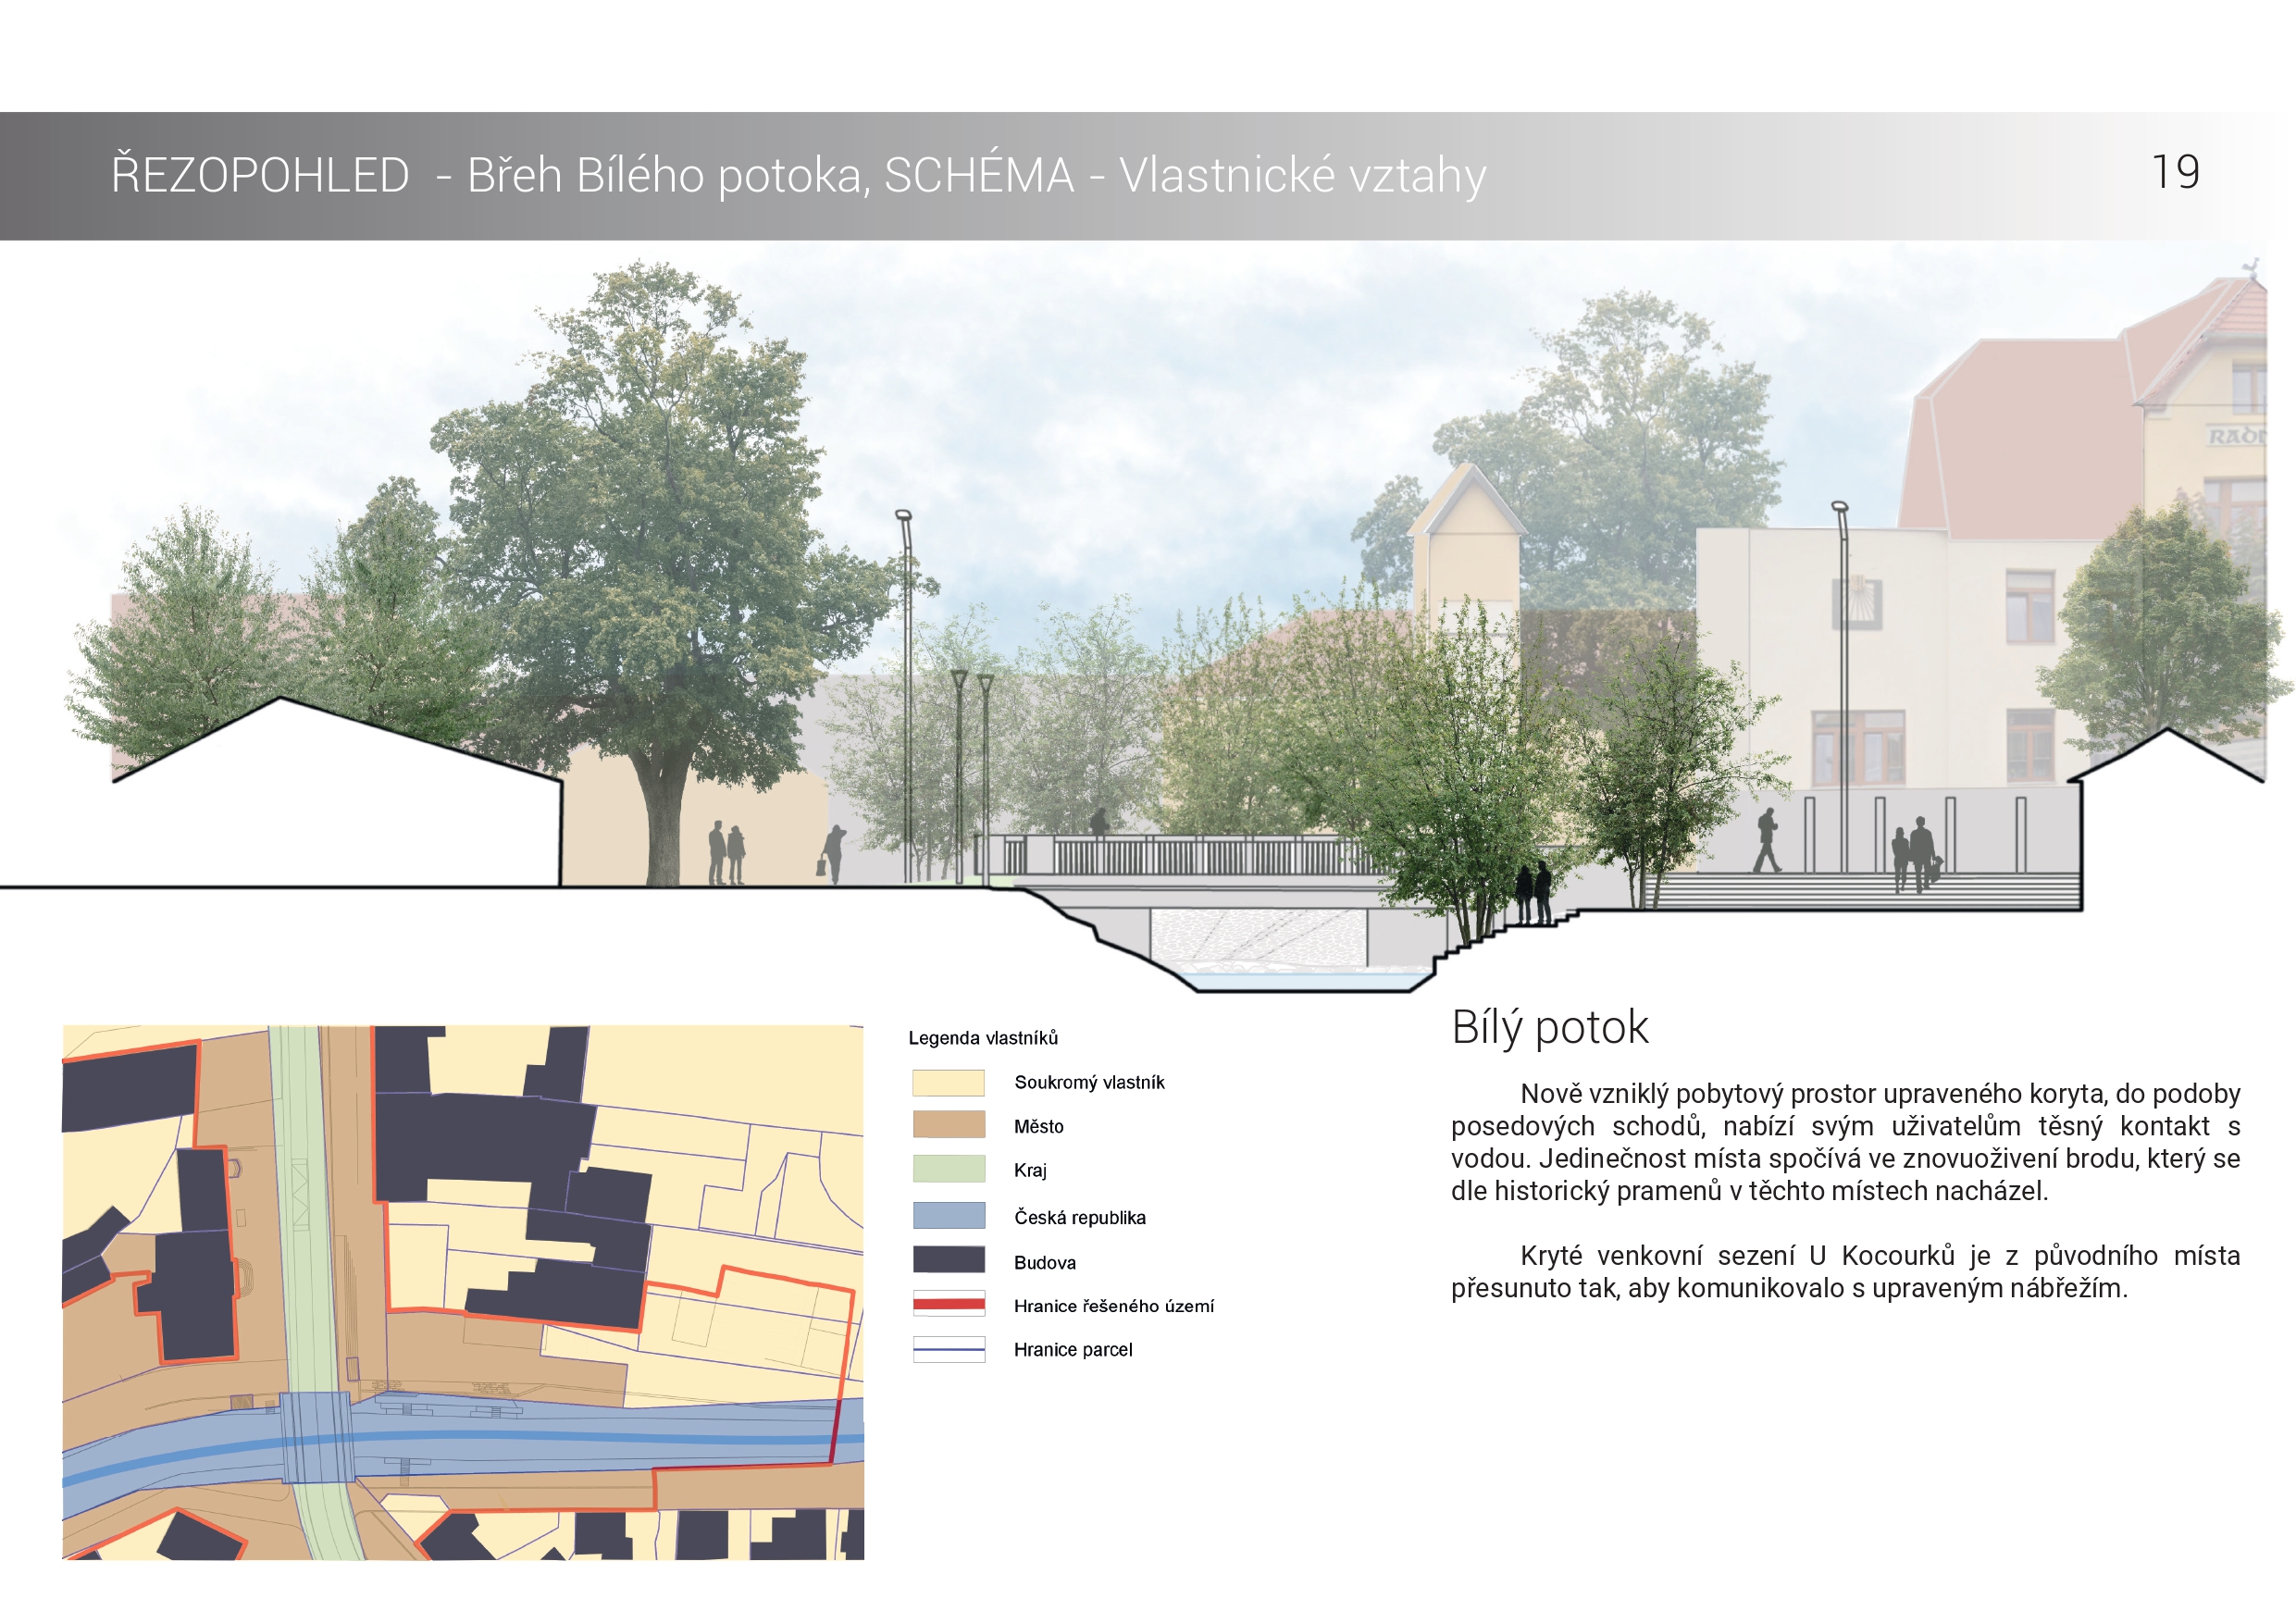 ŘEZOPOHLED - Břeh Bílého potoka, SCHÉMA - Vlastnické vztahy
19
RADN
Legenda vlastníků
Soukromý vlastník
Město
Kraj
Česká republika
Budova
Hranice řešeného území
Hranice parcel
Bílý potok
Nově vzniklý pobytový prostor upraveného koryta, do podoby
posedových schodů, nabízí svým uživatelům těsný kontakt s
vodou. Jedinečnost místa spočívá ve znovuoživení brodu, který se
dle historický pramenů v těchto místech nacházel.
Kryté venkovní sezení U Kocourků je z původního místa
přesunuto tak, aby komunikovalo s upraveným nábřežím.